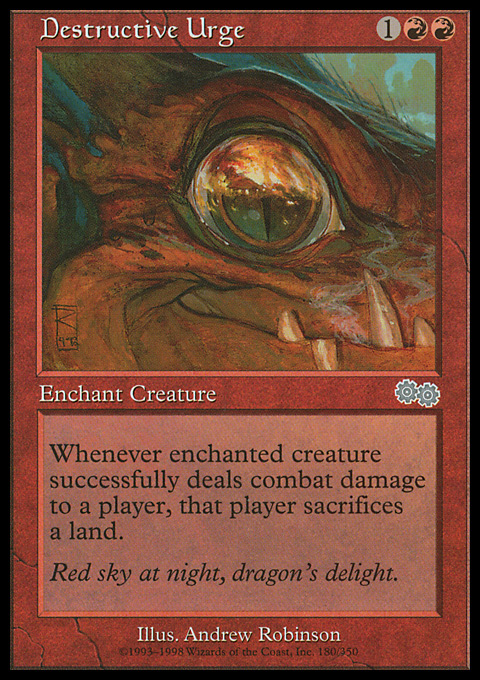 Destructive Urge 1
Enchant Creature
Whenever enchanted creature
successfully deals combat damage
to a player, that player sacrifices
a land.
Red sky at night, dragon's delight.
Illus. Andrew Robinson
©1993–1998 Wizards of the Coast, Inc. 180/350